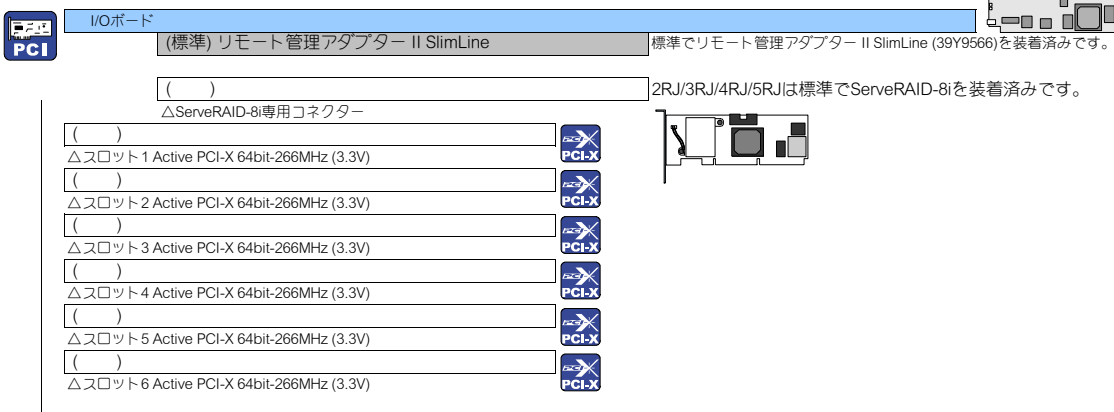 PCI
I/Oボード
(標準) リモート管理アダプター II SlimLine
標準でリモート管理アダプター II SlimLine (39Y9566)を装着済みです。
(　　)
2RJ/3RJ/4RJ/5RJは標準でServeRAID-8iを装着済みです。
△ServeRAID-8i専用コネクター
(　　)
PCI-X
△スロット1 Active PCI-X 64bit-266MHz (3.3V)
(　　)
PCI-X
△スロット2 Active PCI-X 64bit-266MHz (3.3V)
(　　)
PCI-X
△スロット3 Active PCI-X 64bit-266MHz (3.3V)
(　　)
PCI-X
△スロット4 Active PCI-X 64bit-266MHz (3.3V)
(　　)
PCI-X
△スロット5 Active PCI-X 64bit-266MHz (3.3V)
(　　)
PCI-X
△スロット6 Active PCI-X 64bit-266MHz (3.3V)